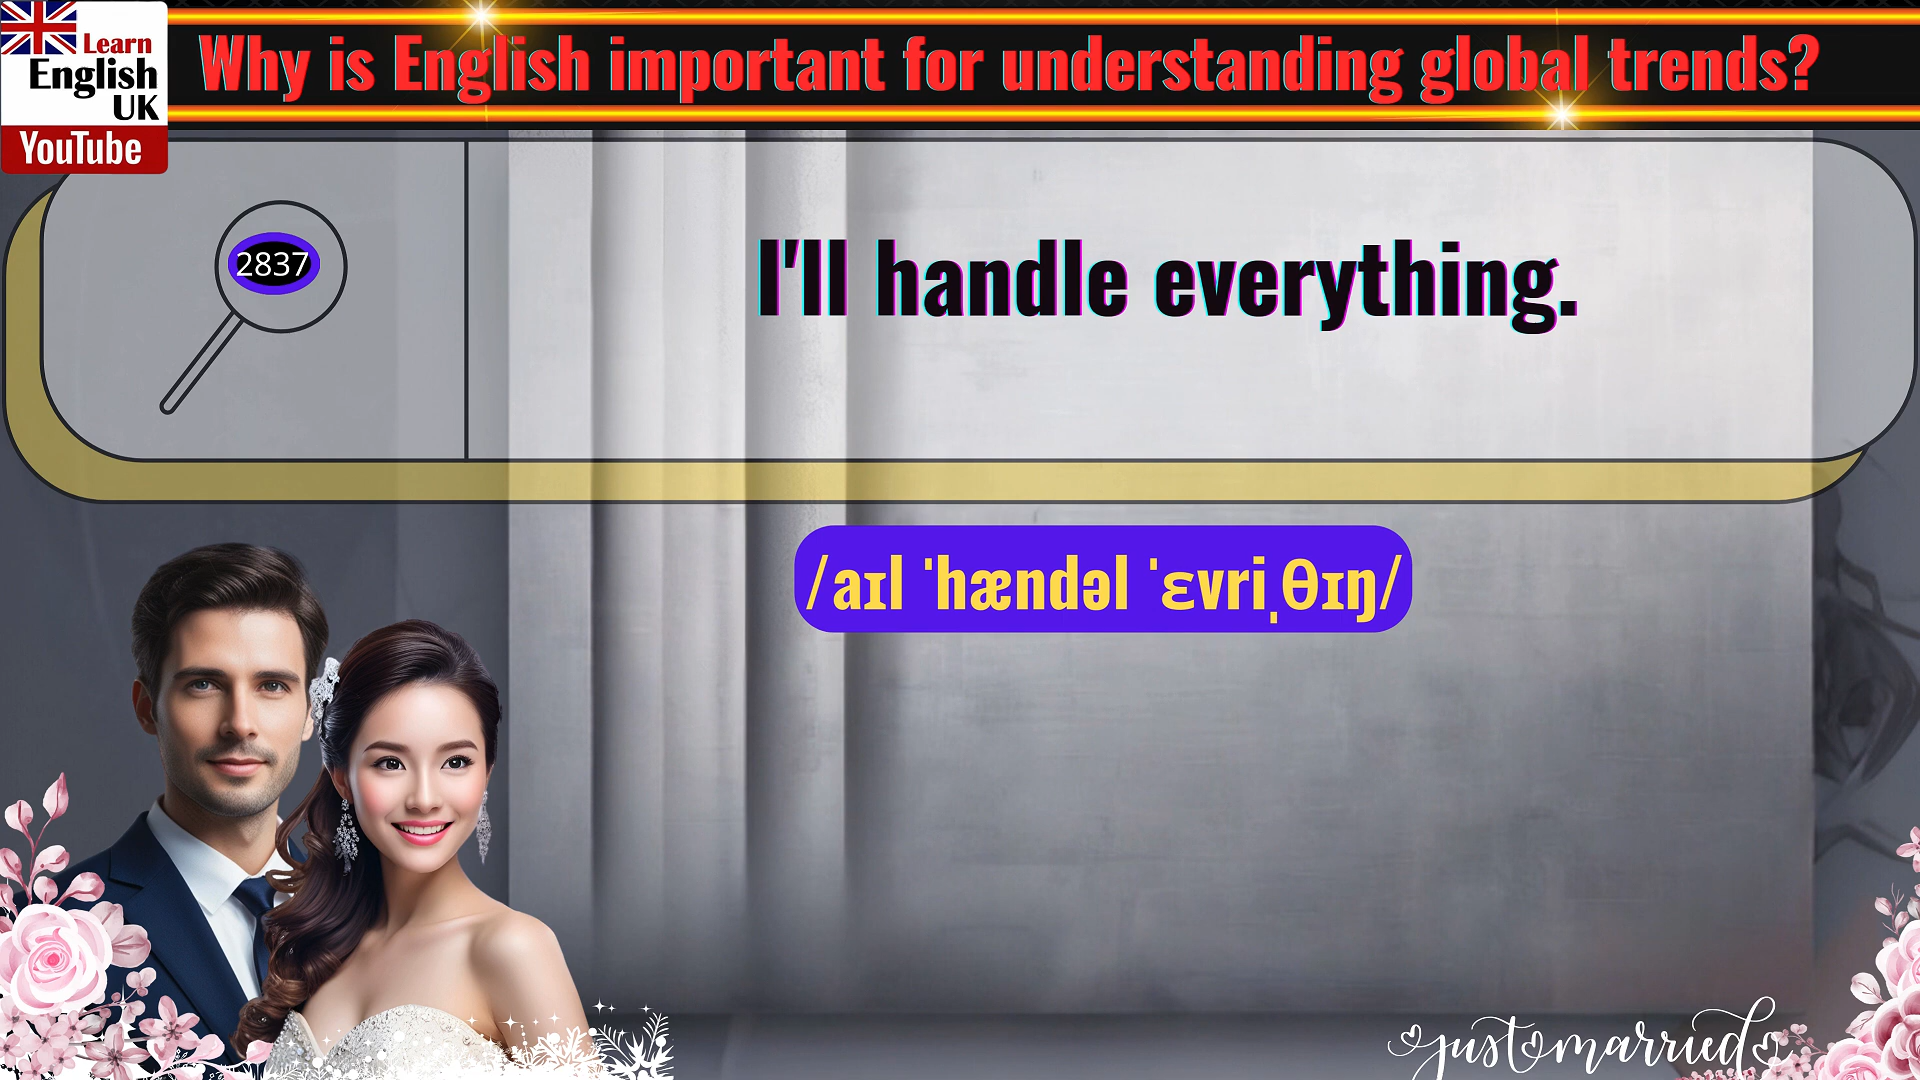 Learn
English
UK
YouTube
Why is English important for understanding global trends?
2837
I'll handle everything.
/aɪl ˈhændəl ˈɛvriˌθɪŋ/
just married